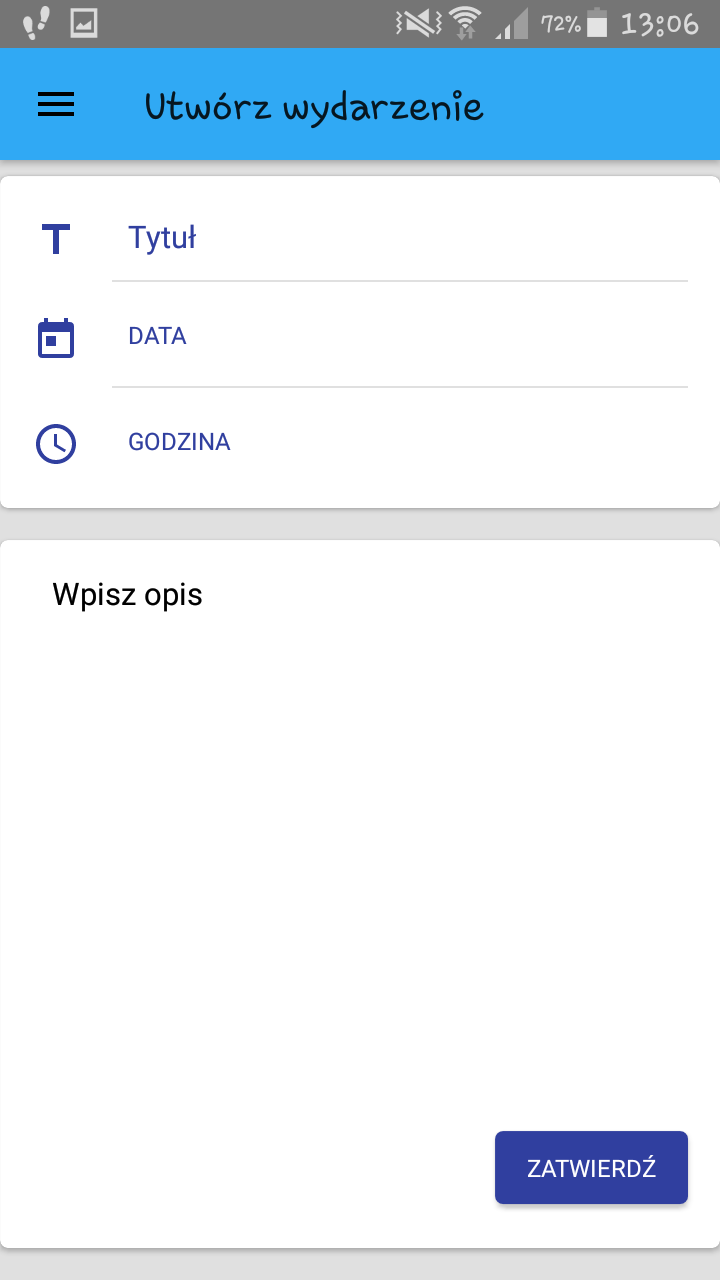 72% 13:06
Utwórz wydarzenie
Tytuł
DATA
GODZINA
Wpisz opis
ZATWIERDŹ